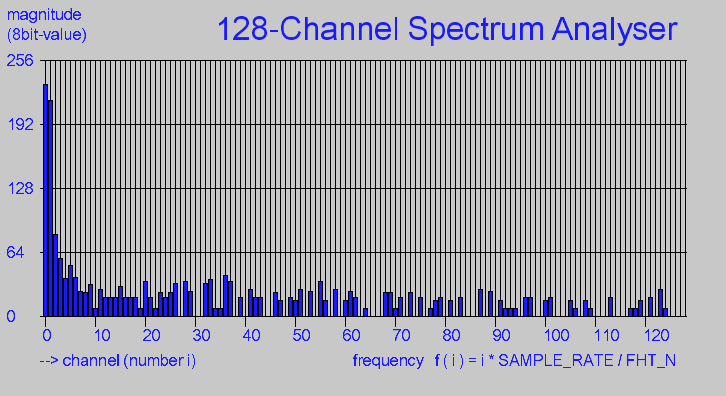 magnitude
(8bit-value)
128-Channel Spectrum Analyser
256
192
128
64
0
0 10 20 30 40 50 60 70 80 90 100 110 120
--> channel (number i)
frequency f ( i ) = i * SAMPLE_RATE / FHT_N